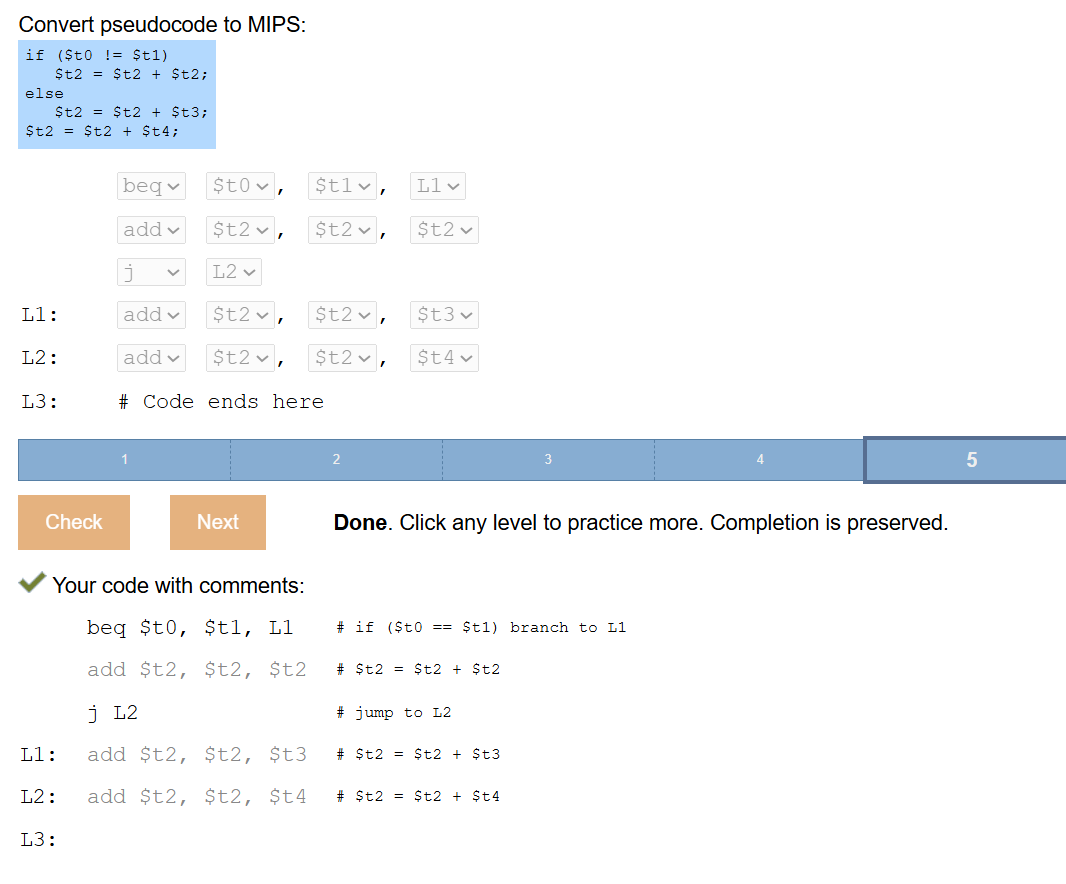 Convert pseudocode to MIPS:
if ($t0 != $t1)
$t2 = $t2 + $t2;
else
$t2 = $t2 + $t3;
$t2 = $t2 + $t4;
beq $t0, $t1, L1
add $t2, $t2, $t2
j L2
L1: add $t2, $t2, $t3
L2: add $t2, $t2, $t4
L3: # Code ends here
1 2 3 4 5
Check Next Done. Click any level to practice more. Completion is preserved.
Your code with comments:
beq $t0, $t1, L1 # if ($t0 == $t1) branch to L1
add $t2, $t2, $t2 # $t2 = $t2 + $t2
j L2 # jump to L2
L1: add $t2, $t2, $t3 # $t2 = $t2 + $t3
L2: add $t2, $t2, $t4 # $t2 = $t2 + $t4
L3: